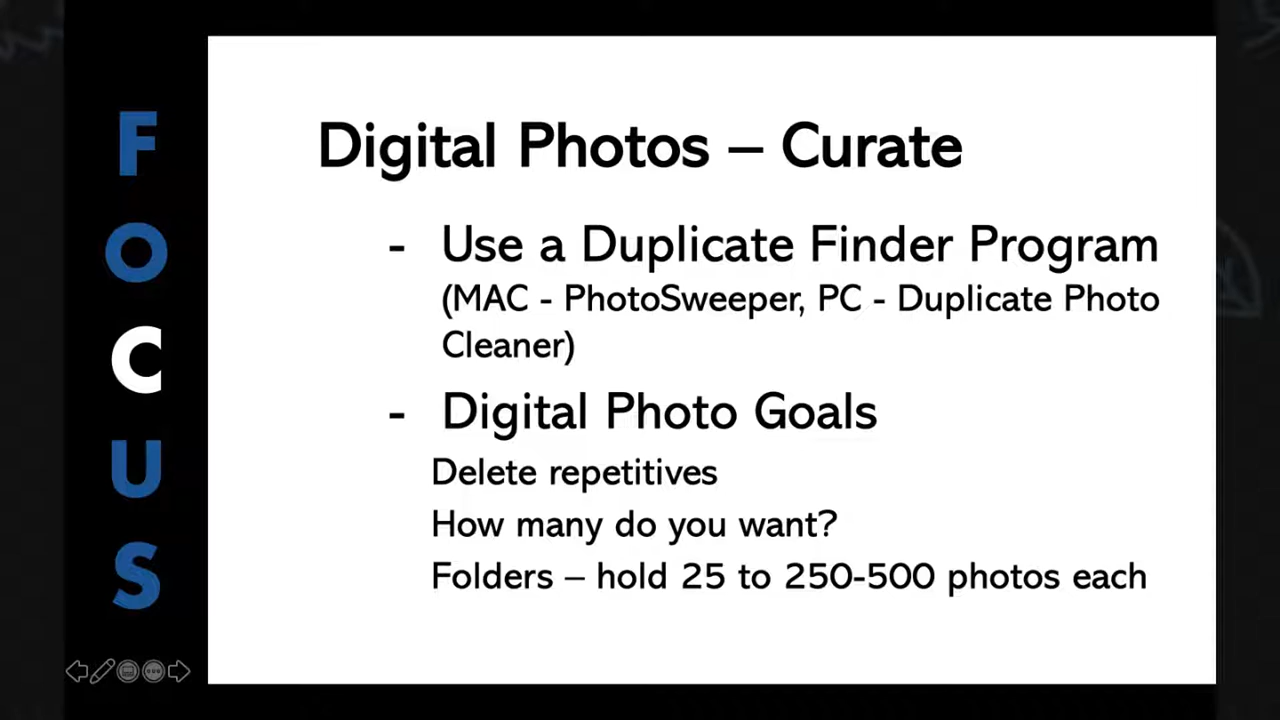 F
O
C
U
S
Digital Photos – Curate
- Use a Duplicate Finder Program
(MAC - PhotoSweeper, PC - Duplicate Photo
Cleaner)
- Digital Photo Goals
Delete repetitives
How many do you want?
Folders – hold 25 to 250-500 photos each